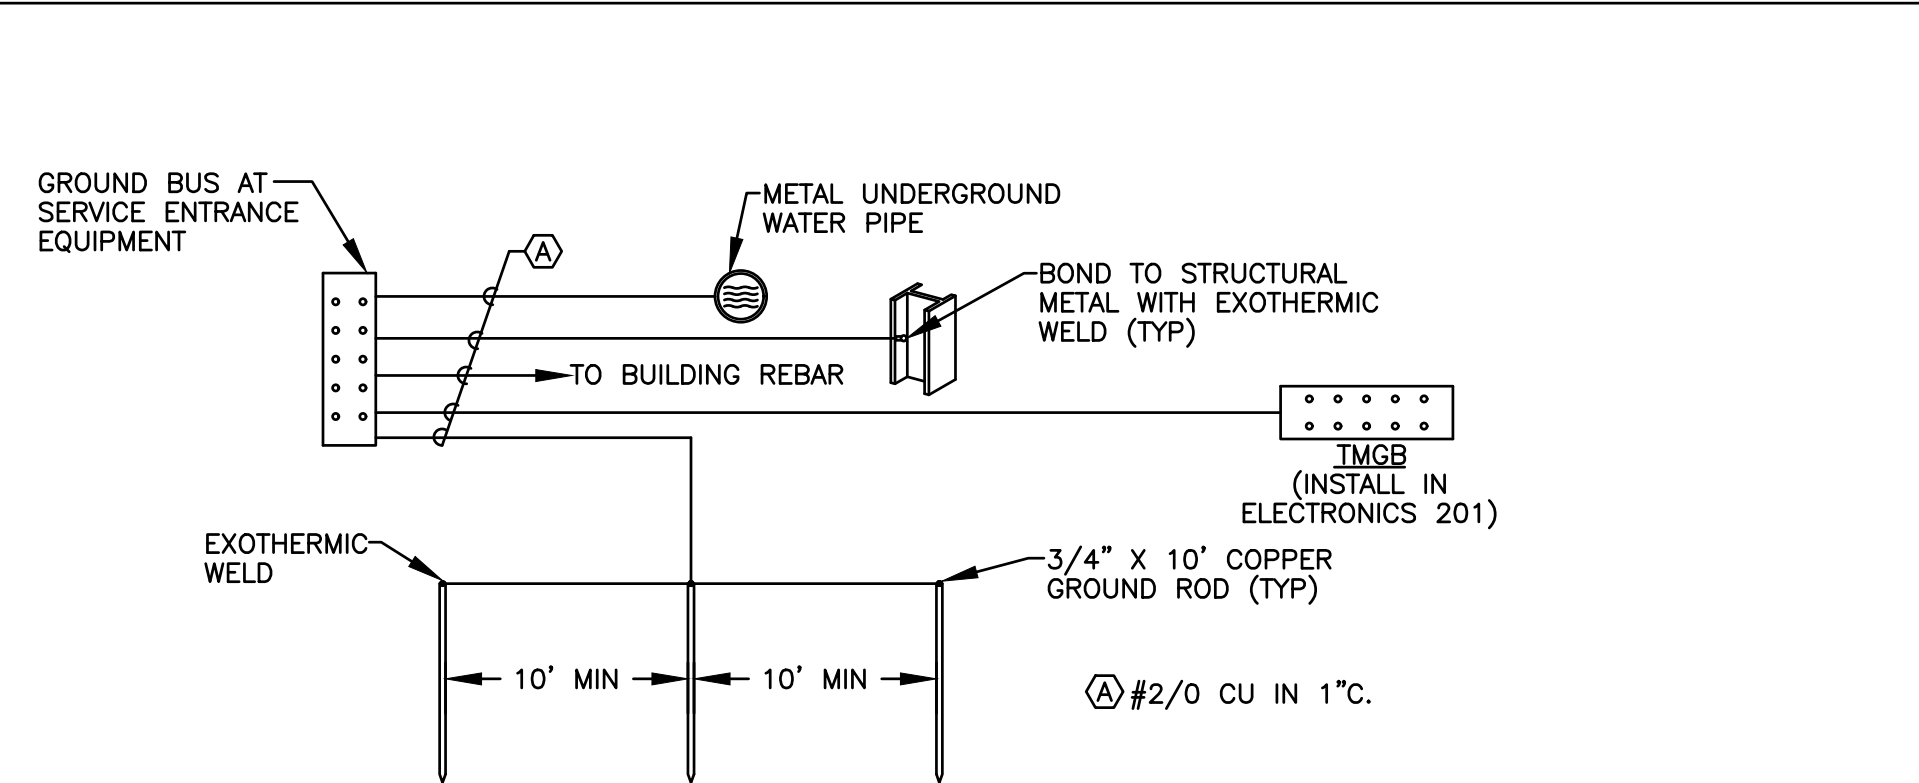 GROUND BUS AT
SERVICE ENTRANCE
EQUIPMENT
A
METAL UNDERGROUND
WATER PIPE
BOND TO STRUCTURAL
METAL WITH EXOTHERMIC
WELD (TYP)
TO BUILDING REBAR
TMGB
(INSTALL IN
ELECTRONICS 201)
EXOTHERMIC
WELD
3/4" X 10' COPPER
GROUND ROD (TYP)
10' MIN
10' MIN
A #2/0 CU IN 1"C.